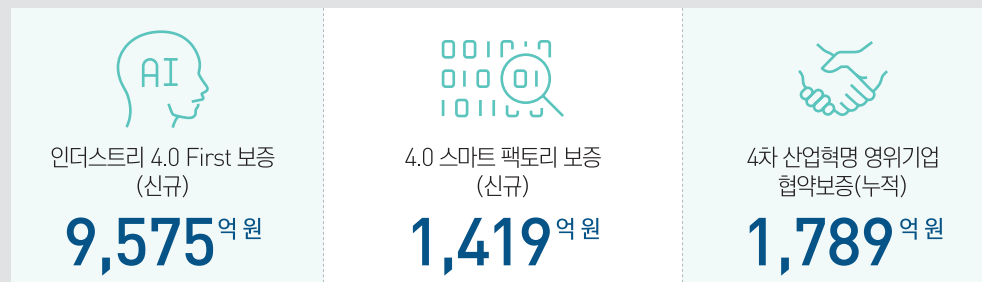 AI
인더스트리 4.0 First 보증
(신규)
9,575억 원
4.0 스마트 팩토리 보증
(신규)
1,419억 원
4차 산업혁명 영위기업
협약보증(누적)
1,789억 원